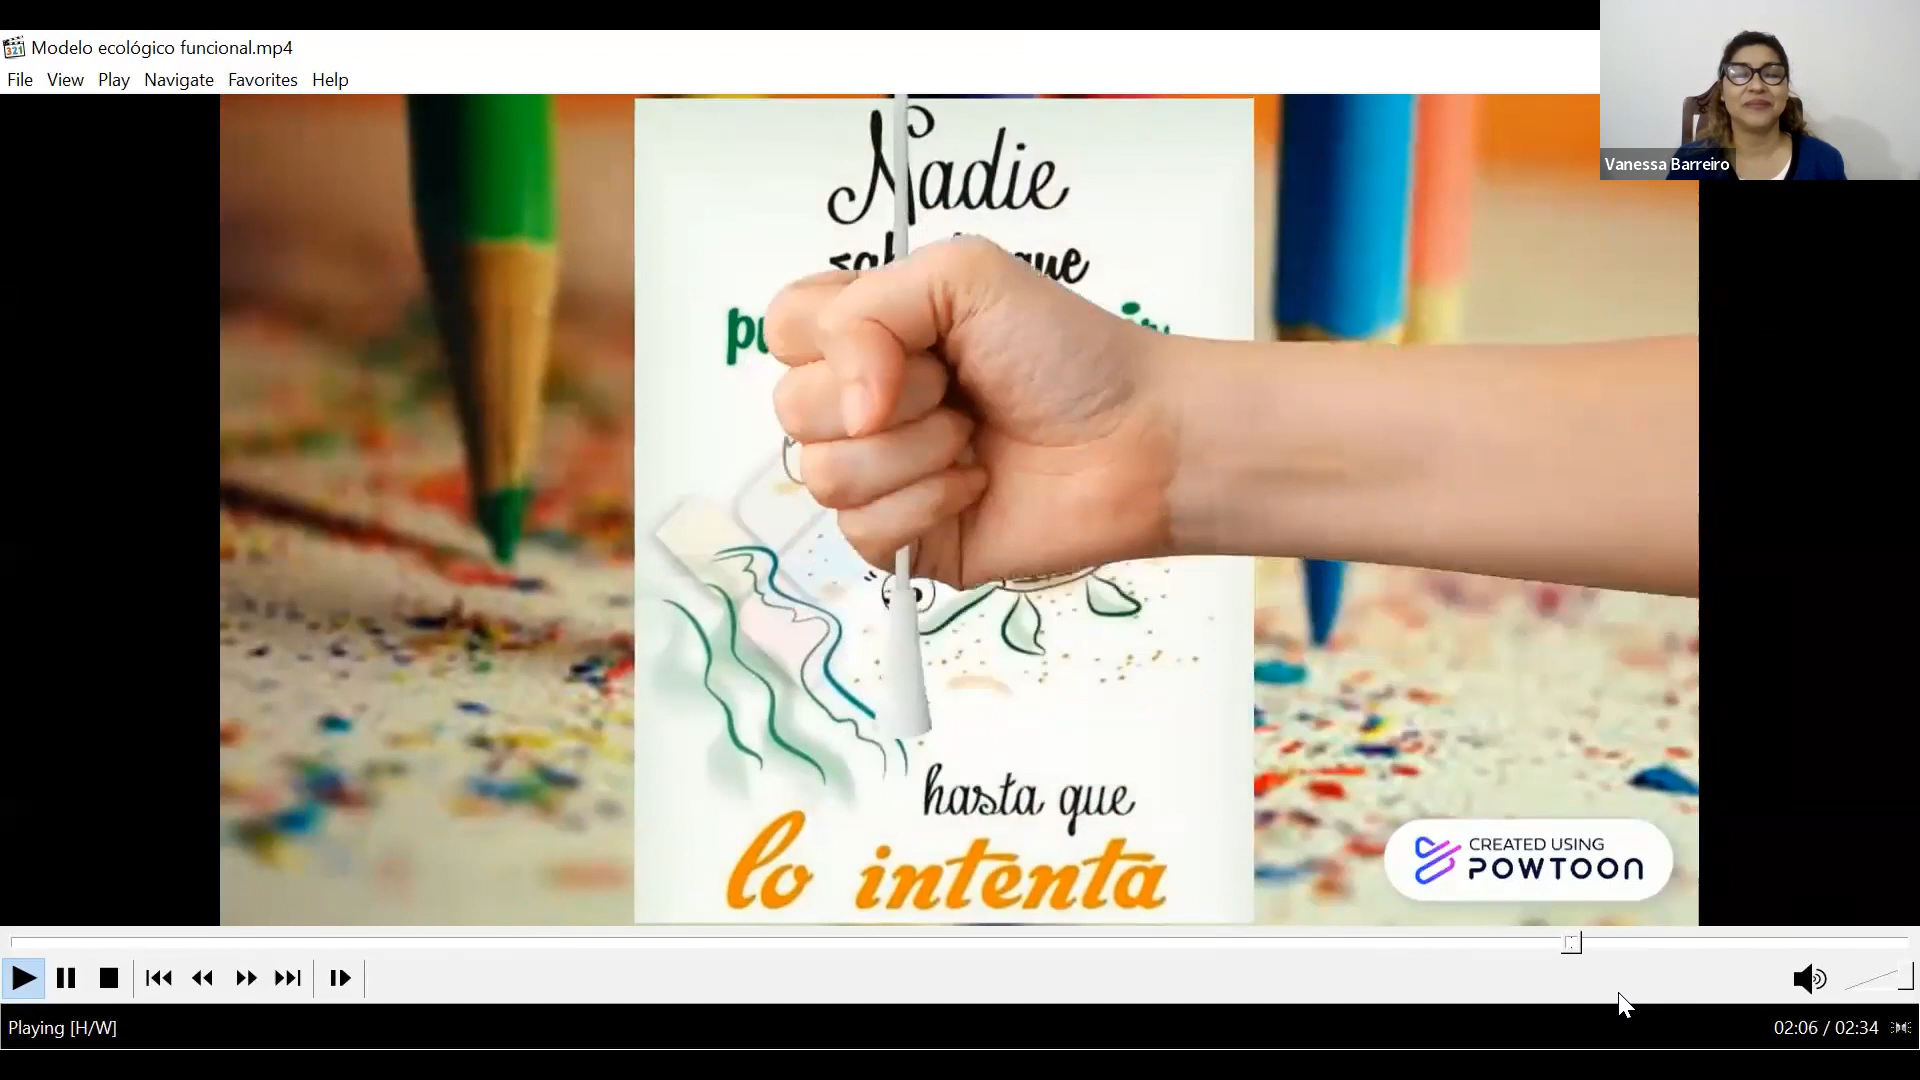 Modelo ecológico funcional.mp4
File View Play Navigate Favorites Help
Vanessa Barreiro
Nadie
que
hasta que
lo intenta
CREATED USING
POWTOON
Playing [H/W]
02:06 / 02:34